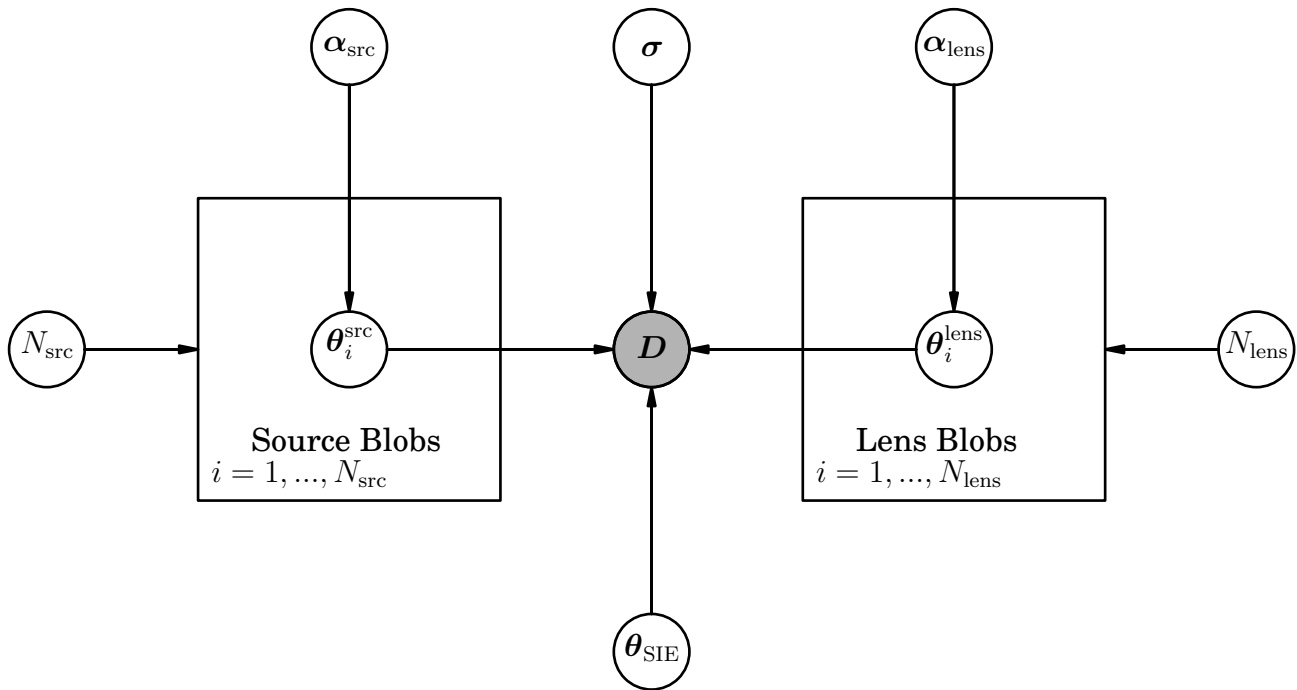 α_src
σ
α_lens
N_src
θ_i^src
D
θ_i^lens
N_lens
Source Blobs
i = 1, ..., N_src
Lens Blobs
i = 1, ..., N_lens
θ_SIE